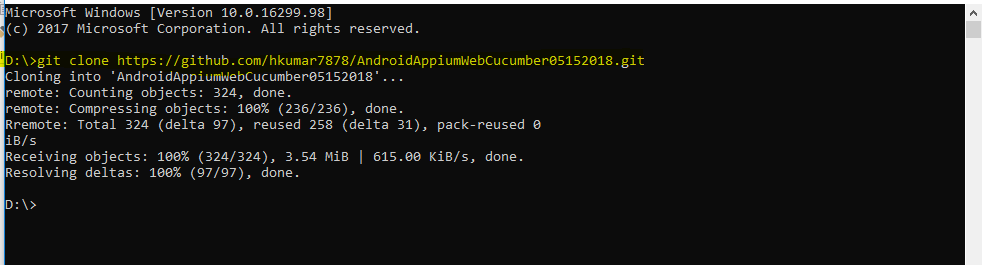 Microsoft Windows [Version 10.0.16299.98]
(c) 2017 Microsoft Corporation. All rights reserved.
D:\>git clone https://github.com/hkumar7878/AndroidAppiumWebCucumber05152018.git
Cloning into 'AndroidAppiumWebCucumber05152018'...
remote: Counting objects: 324, done.
remote: Compressing objects: 100% (236/236), done.
Rremote: Total 324 (delta 97), reused 258 (delta 31), pack-reused 0
iB/s
Receiving objects: 100% (324/324), 3.54 MiB | 615.00 KiB/s, done.
Resolving deltas: 100% (97/97), done.
D:\>